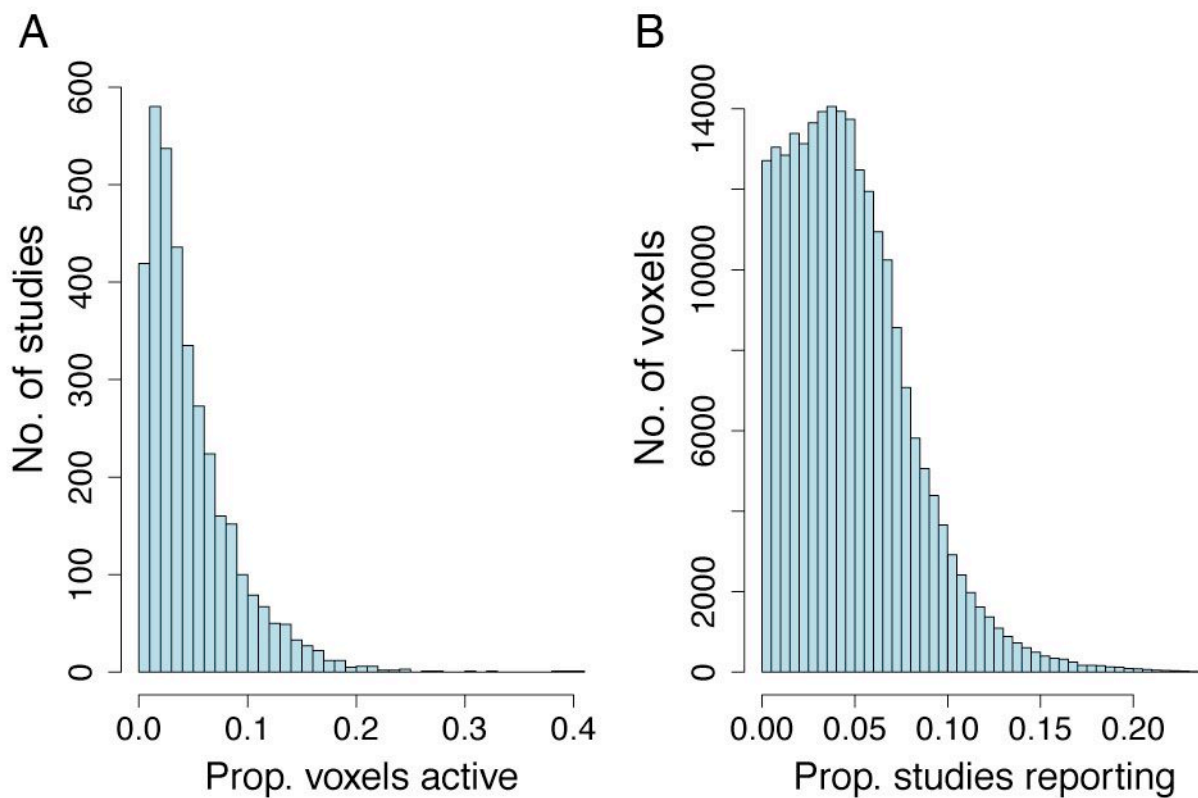 A
No. of studies
600
500
400
300
200
100
0
0.0 0.1 0.2 0.3 0.4
Prop. voxels active
B
No. of voxels
14000
10000
6000
2000
0
0.00 0.05 0.10 0.15 0.20
Prop. studies reporting